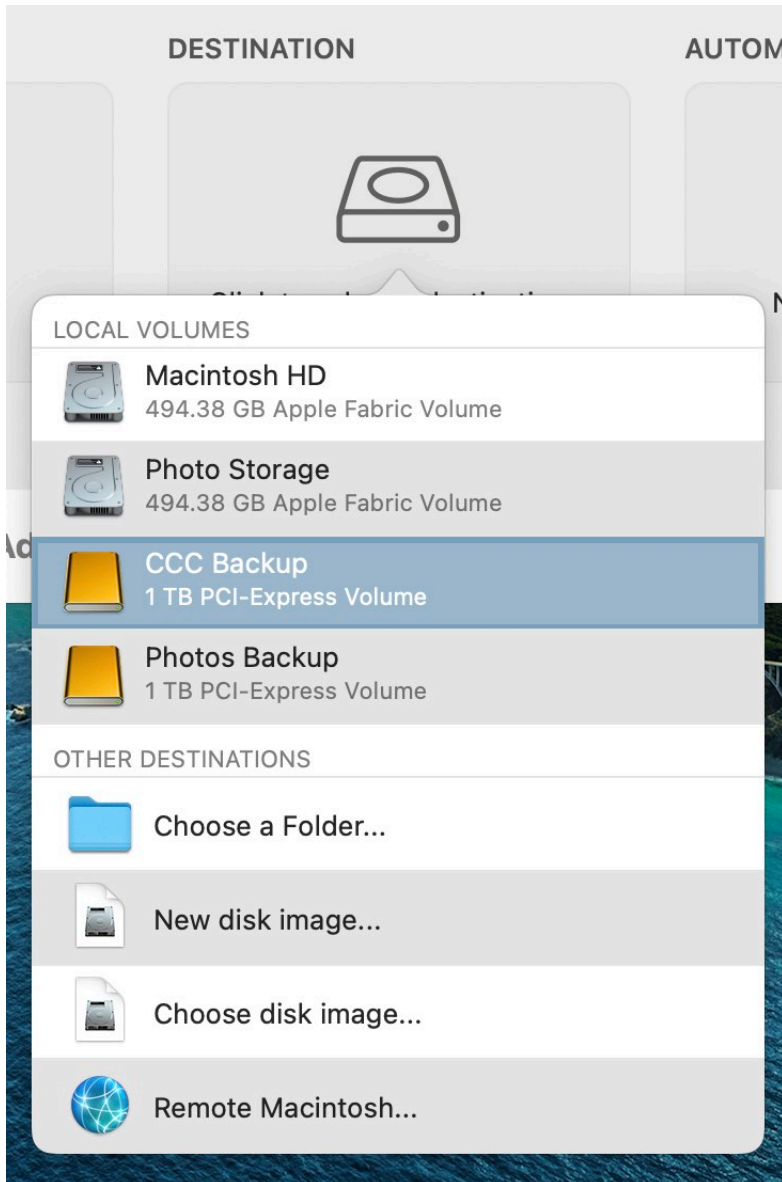 DESTINATION
LOCAL VOLUMES
Macintosh HD
494.38 GB Apple Fabric Volume
Photo Storage
494.38 GB Apple Fabric Volume
CCC Backup
1 TB PCI-Express Volume
Photos Backup
1 TB PCI-Express Volume
OTHER DESTINATIONS
Choose a Folder...
New disk image...
Choose disk image...
Remote Macintosh...